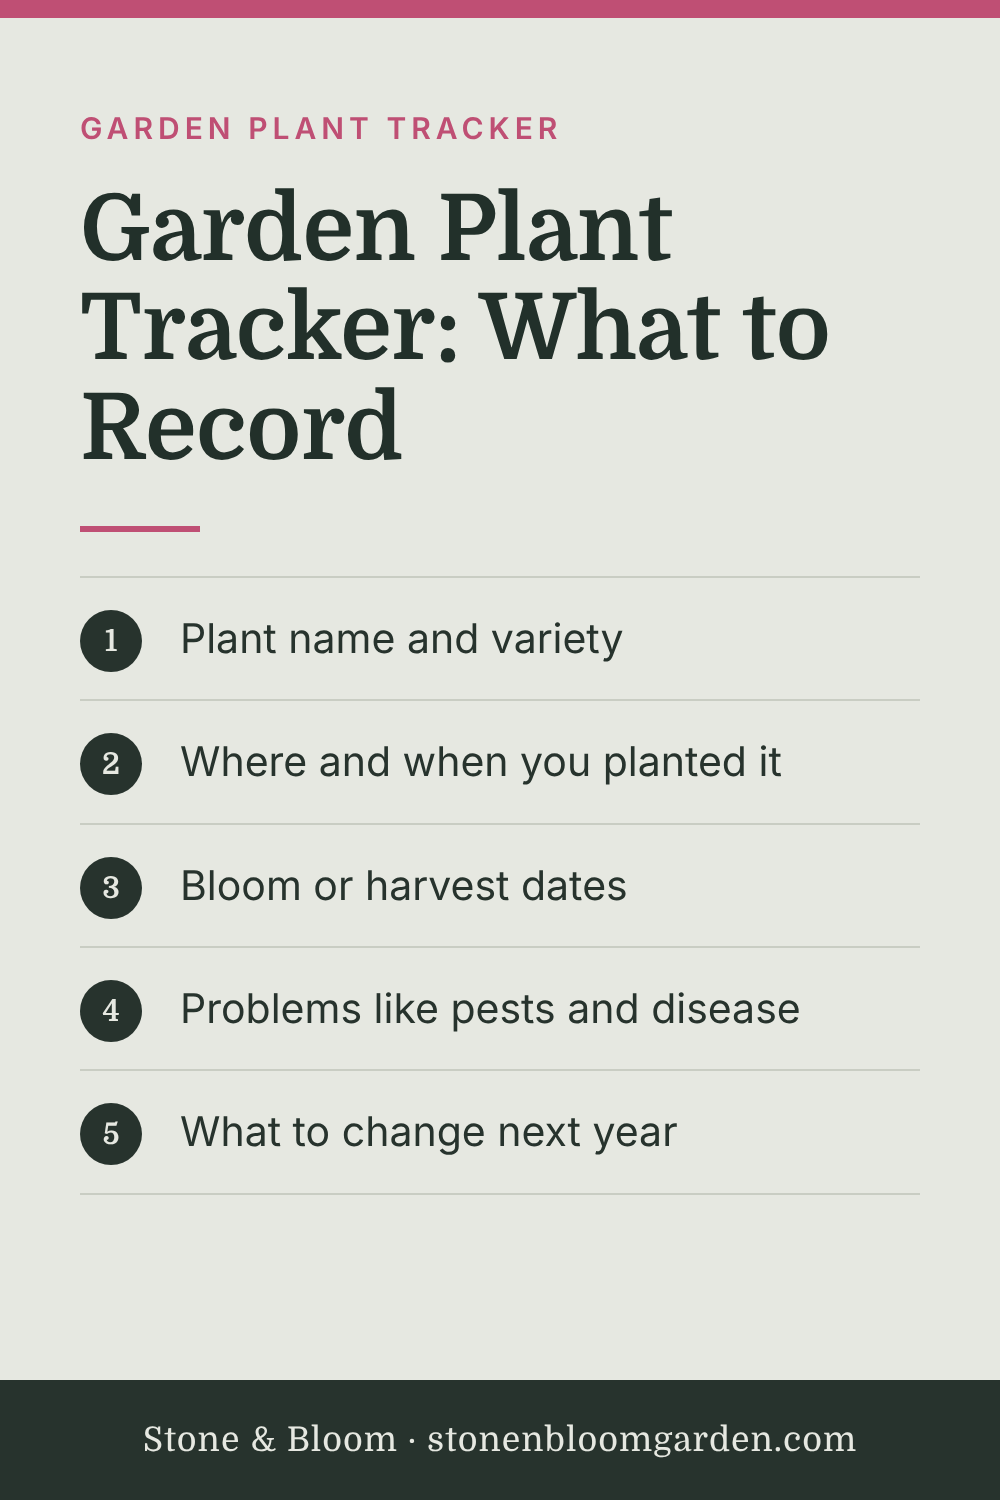 GARDEN PLANT TRACKER
Garden Plant
Tracker: What to
Record
1 Plant name and variety
2 Where and when you planted it
3 Bloom or harvest dates
4 Problems like pests and disease
5 What to change next year
Stone & Bloom · stonenbloomgarden.com